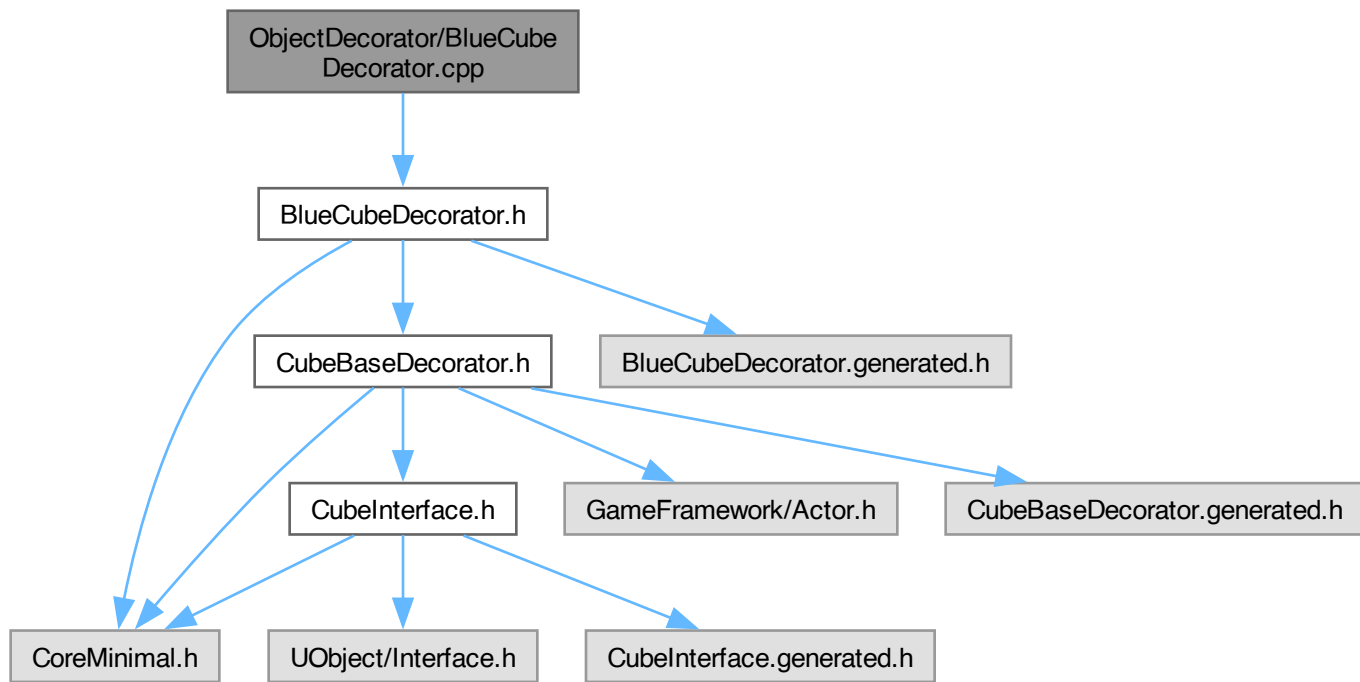 ObjectDecorator/BlueCube
Decorator.cpp
BlueCubeDecorator.h
CubeBaseDecorator.h
BlueCubeDecorator.generated.h
CubeInterface.h
GameFramework/Actor.h
CubeBaseDecorator.generated.h
CoreMinimal.h
UObject/Interface.h
CubeInterface.generated.h